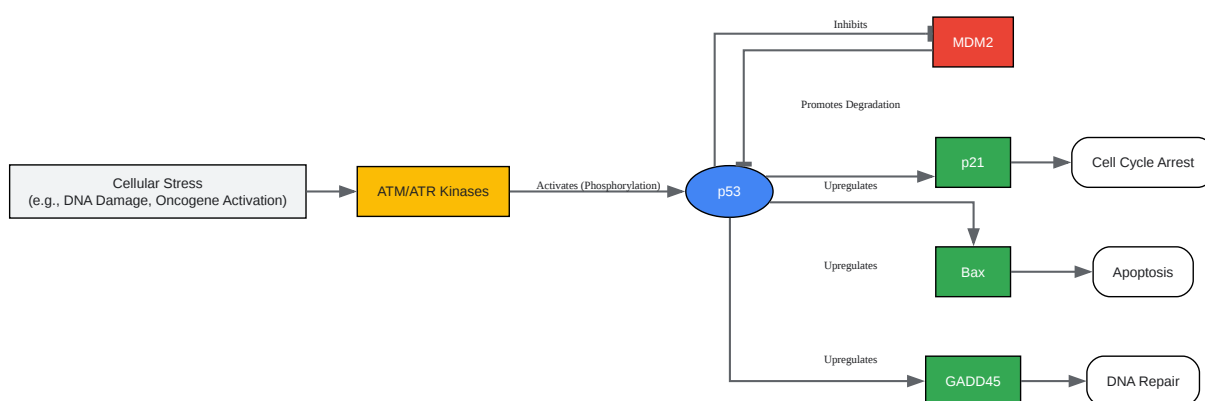 Inhibits
MDM2
Promotes Degradation
Cellular Stress
(e.g., DNA Damage, Oncogene Activation)
ATM/ATR Kinases
Activates (Phosphorylation)
p53
Upregulates
p21
Cell Cycle Arrest
Upregulates
Bax
Apoptosis
Upregulates
GADD45
DNA Repair